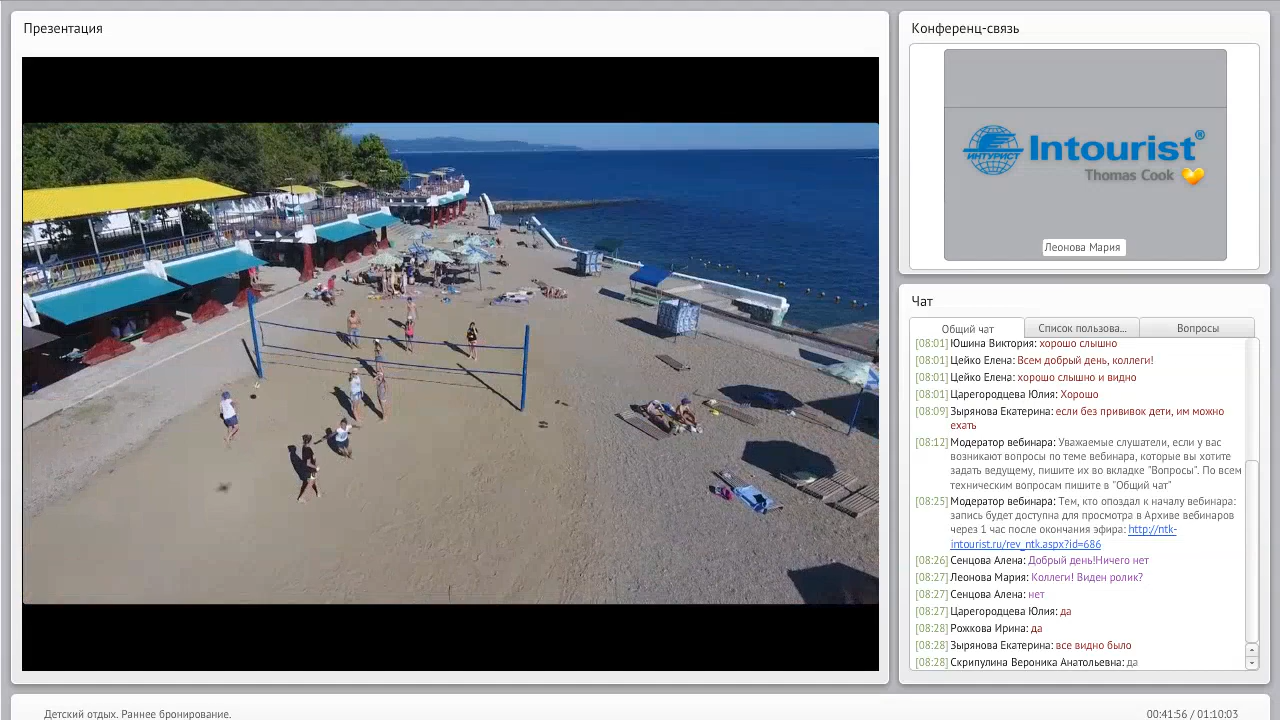 Презентация
Конференц-связь
ИНТУРИСТ
Intourist®
Thomas Cook
Леонова Мария
Чат
Общий чат
Список пользова...
Вопросы
[08:01] Юшина Виктория: хорошо слышно
[08:01] Цейко Елена: Всем добрый день, коллеги!
[08:01] Цейко Елена: хорошо слышно и видно
[08:01] Царегородцева Юлия: Хорошо
[08:09] Зырянова Екатерина: если без прививок дети, им можно
ехать
[08:12] Модератор вебинара: Уважаемые слушатели, если у вас
возникают вопросы по теме вебинара, которые вы хотите
задать ведущему, пишите их во вкладке "Вопросы". По всем
техническим вопросам пишите в "Общий чат"
[08:25] Модератор вебинара: Тем, кто опоздал к началу вебинара:
запись будет доступна для просмотра в Архиве вебинаров
через 1 час после окончания эфира: http://ntk-
intourist.ru/rev_ntk.aspx?id=686
[08:26] Сенцова Алена: Добрый день!Ничего нет
[08:27] Леонова Мария: Коллеги! Виден ролик?
[08:27] Сенцова Алена: нет
[08:27] Царегородцева Юлия: да
[08:28] Рожкова Ирина: да
[08:28] Зырянова Екатерина: все видно было
[08:28] Скрипулина Вероника Анатольевна: да
Детский отдых. Раннее бронирование.
00:41:56 / 01:10:03